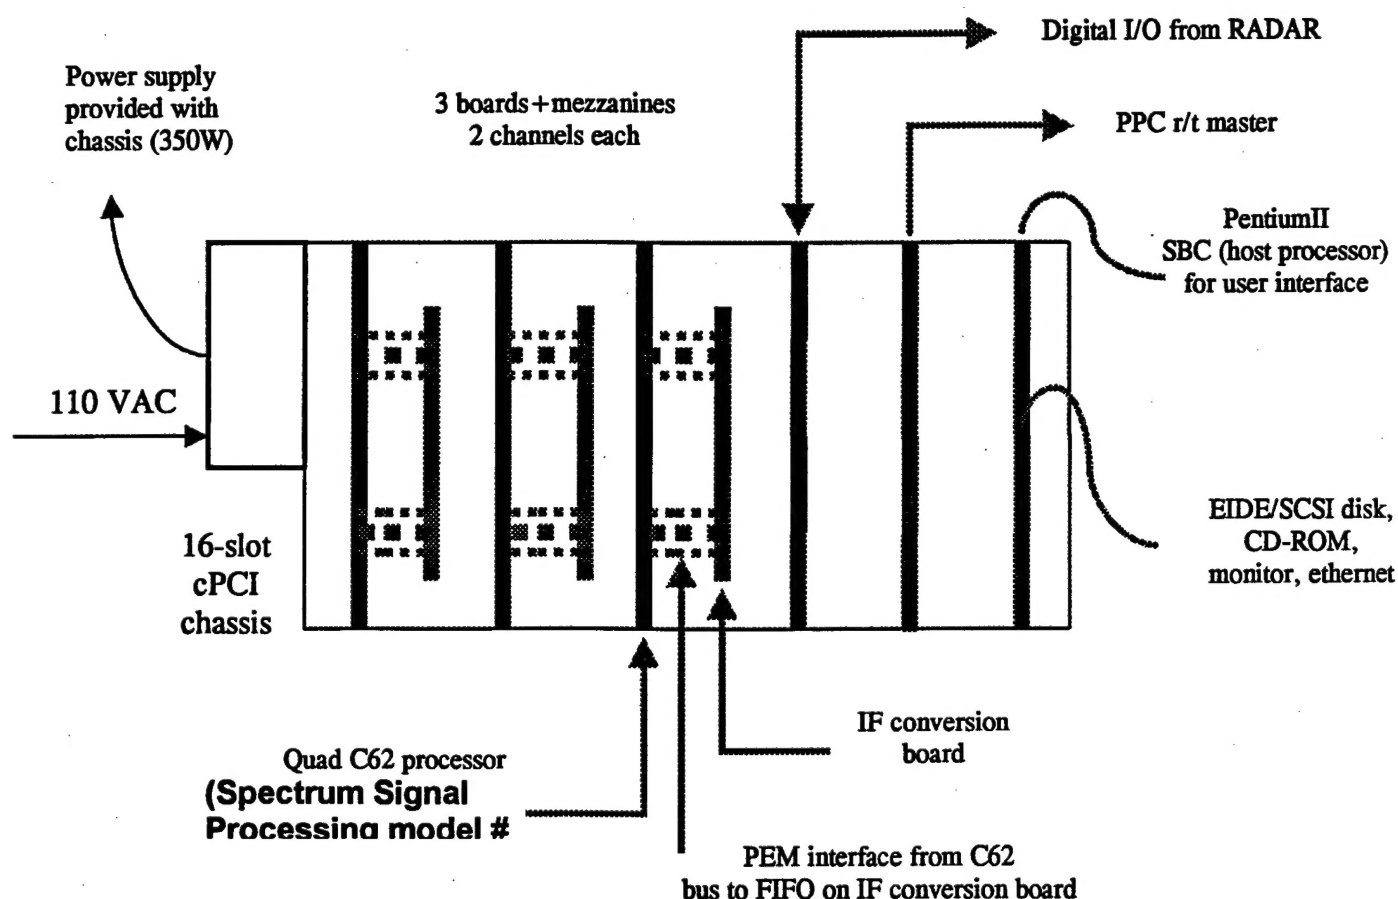 Digital I/O from RADAR
Power supply
provided with
chassis (350W)
3 boards+mezzanines
2 channels each
PPC r/t master
PentiumII
SBC (host processor)
for user interface
110 VAC
16-slot
cPCI
chassis
EIDE/SCSI disk,
CD-ROM,
monitor, ethernet
IF conversion
board
Quad C62 processor
(Spectrum Signal
Processing model #
PEM interface from C62
bus to FIFO on IF conversion board